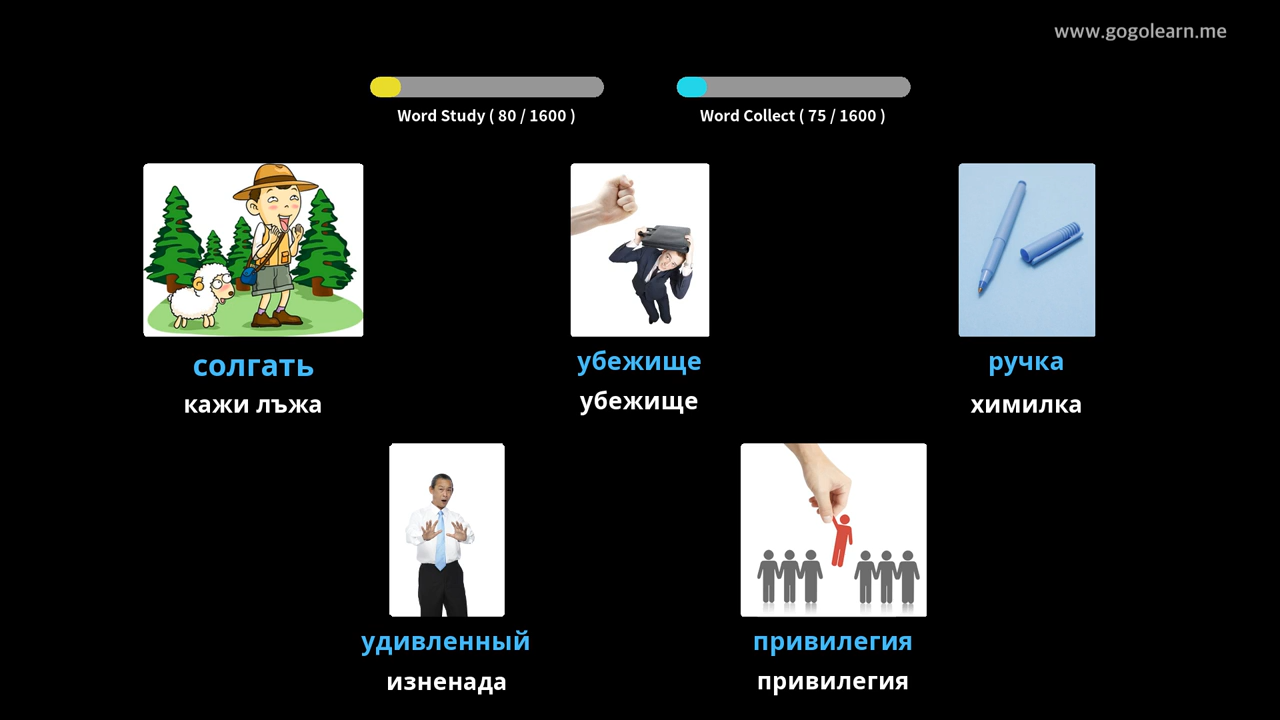 www.gogolearn.me
Word Study ( 80 / 1600 )
Word Collect ( 75 / 1600 )
солгать
кажи лъжа
убежище
убежище
ручка
химилка
удивленный
изненада
привилегия
привилегия